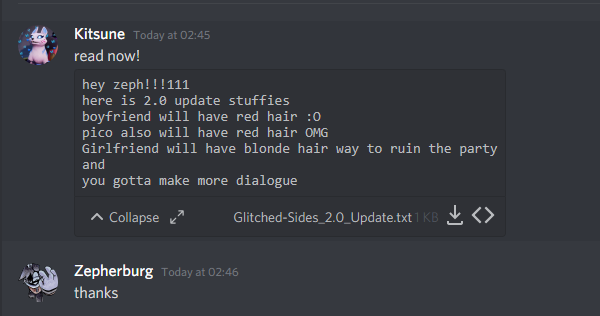 Kitsune Today at 02:45
read now!
hey zeph!!!111
here is 2.0 update stuffies
boyfriend will have red hair :O
pico also will have red hair OMG
Girlfriend will have blonde hair way to ruin the party
and
you gotta make more dialogue
Collapse Glitched-Sides_2.0_Update.txt 1 KB
Zepherburg Today at 02:46
thanks